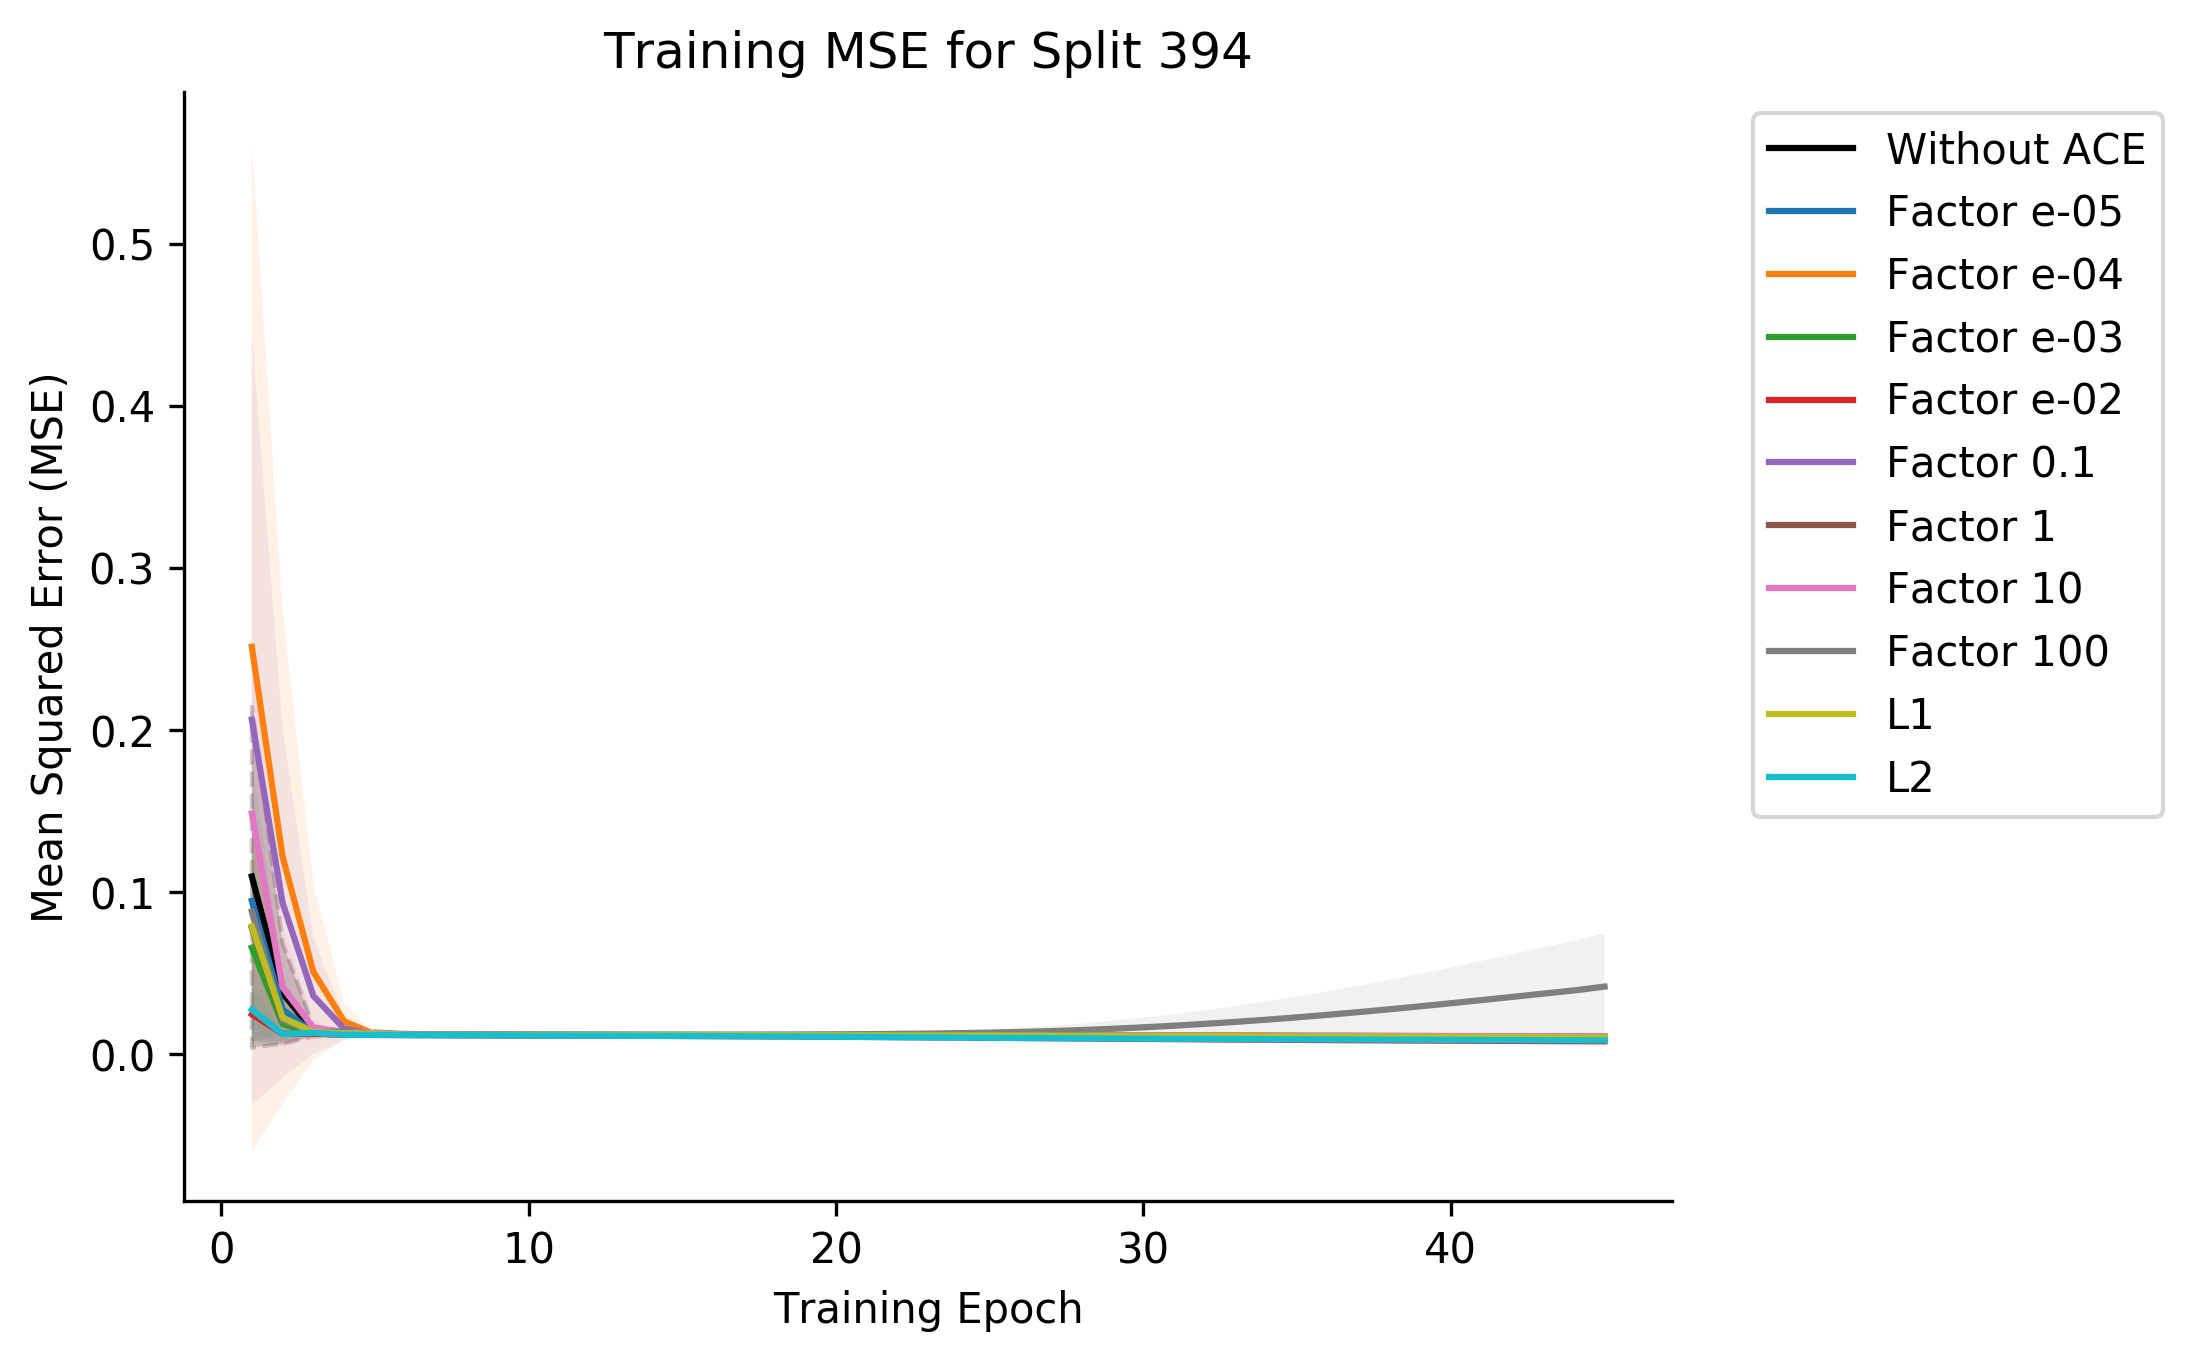 Training MSE for Split 394
Mean Squared Error (MSE)
0.5
0.4
0.3
0.2
0.1
0.0
0
10
20
30
40
Training Epoch
Without ACE
Factor e-05
Factor e-04
Factor e-03
Factor e-02
Factor 0.1
Factor 1
Factor 10
Factor 100
L1
L2